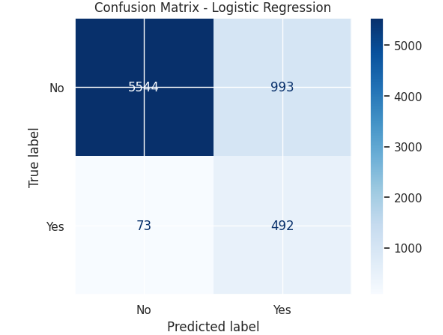 Confusion Matrix - Logistic Regression
No
5544
993
Yes
73
492
No
Yes
True label
Predicted label
5000
4000
3000
2000
1000